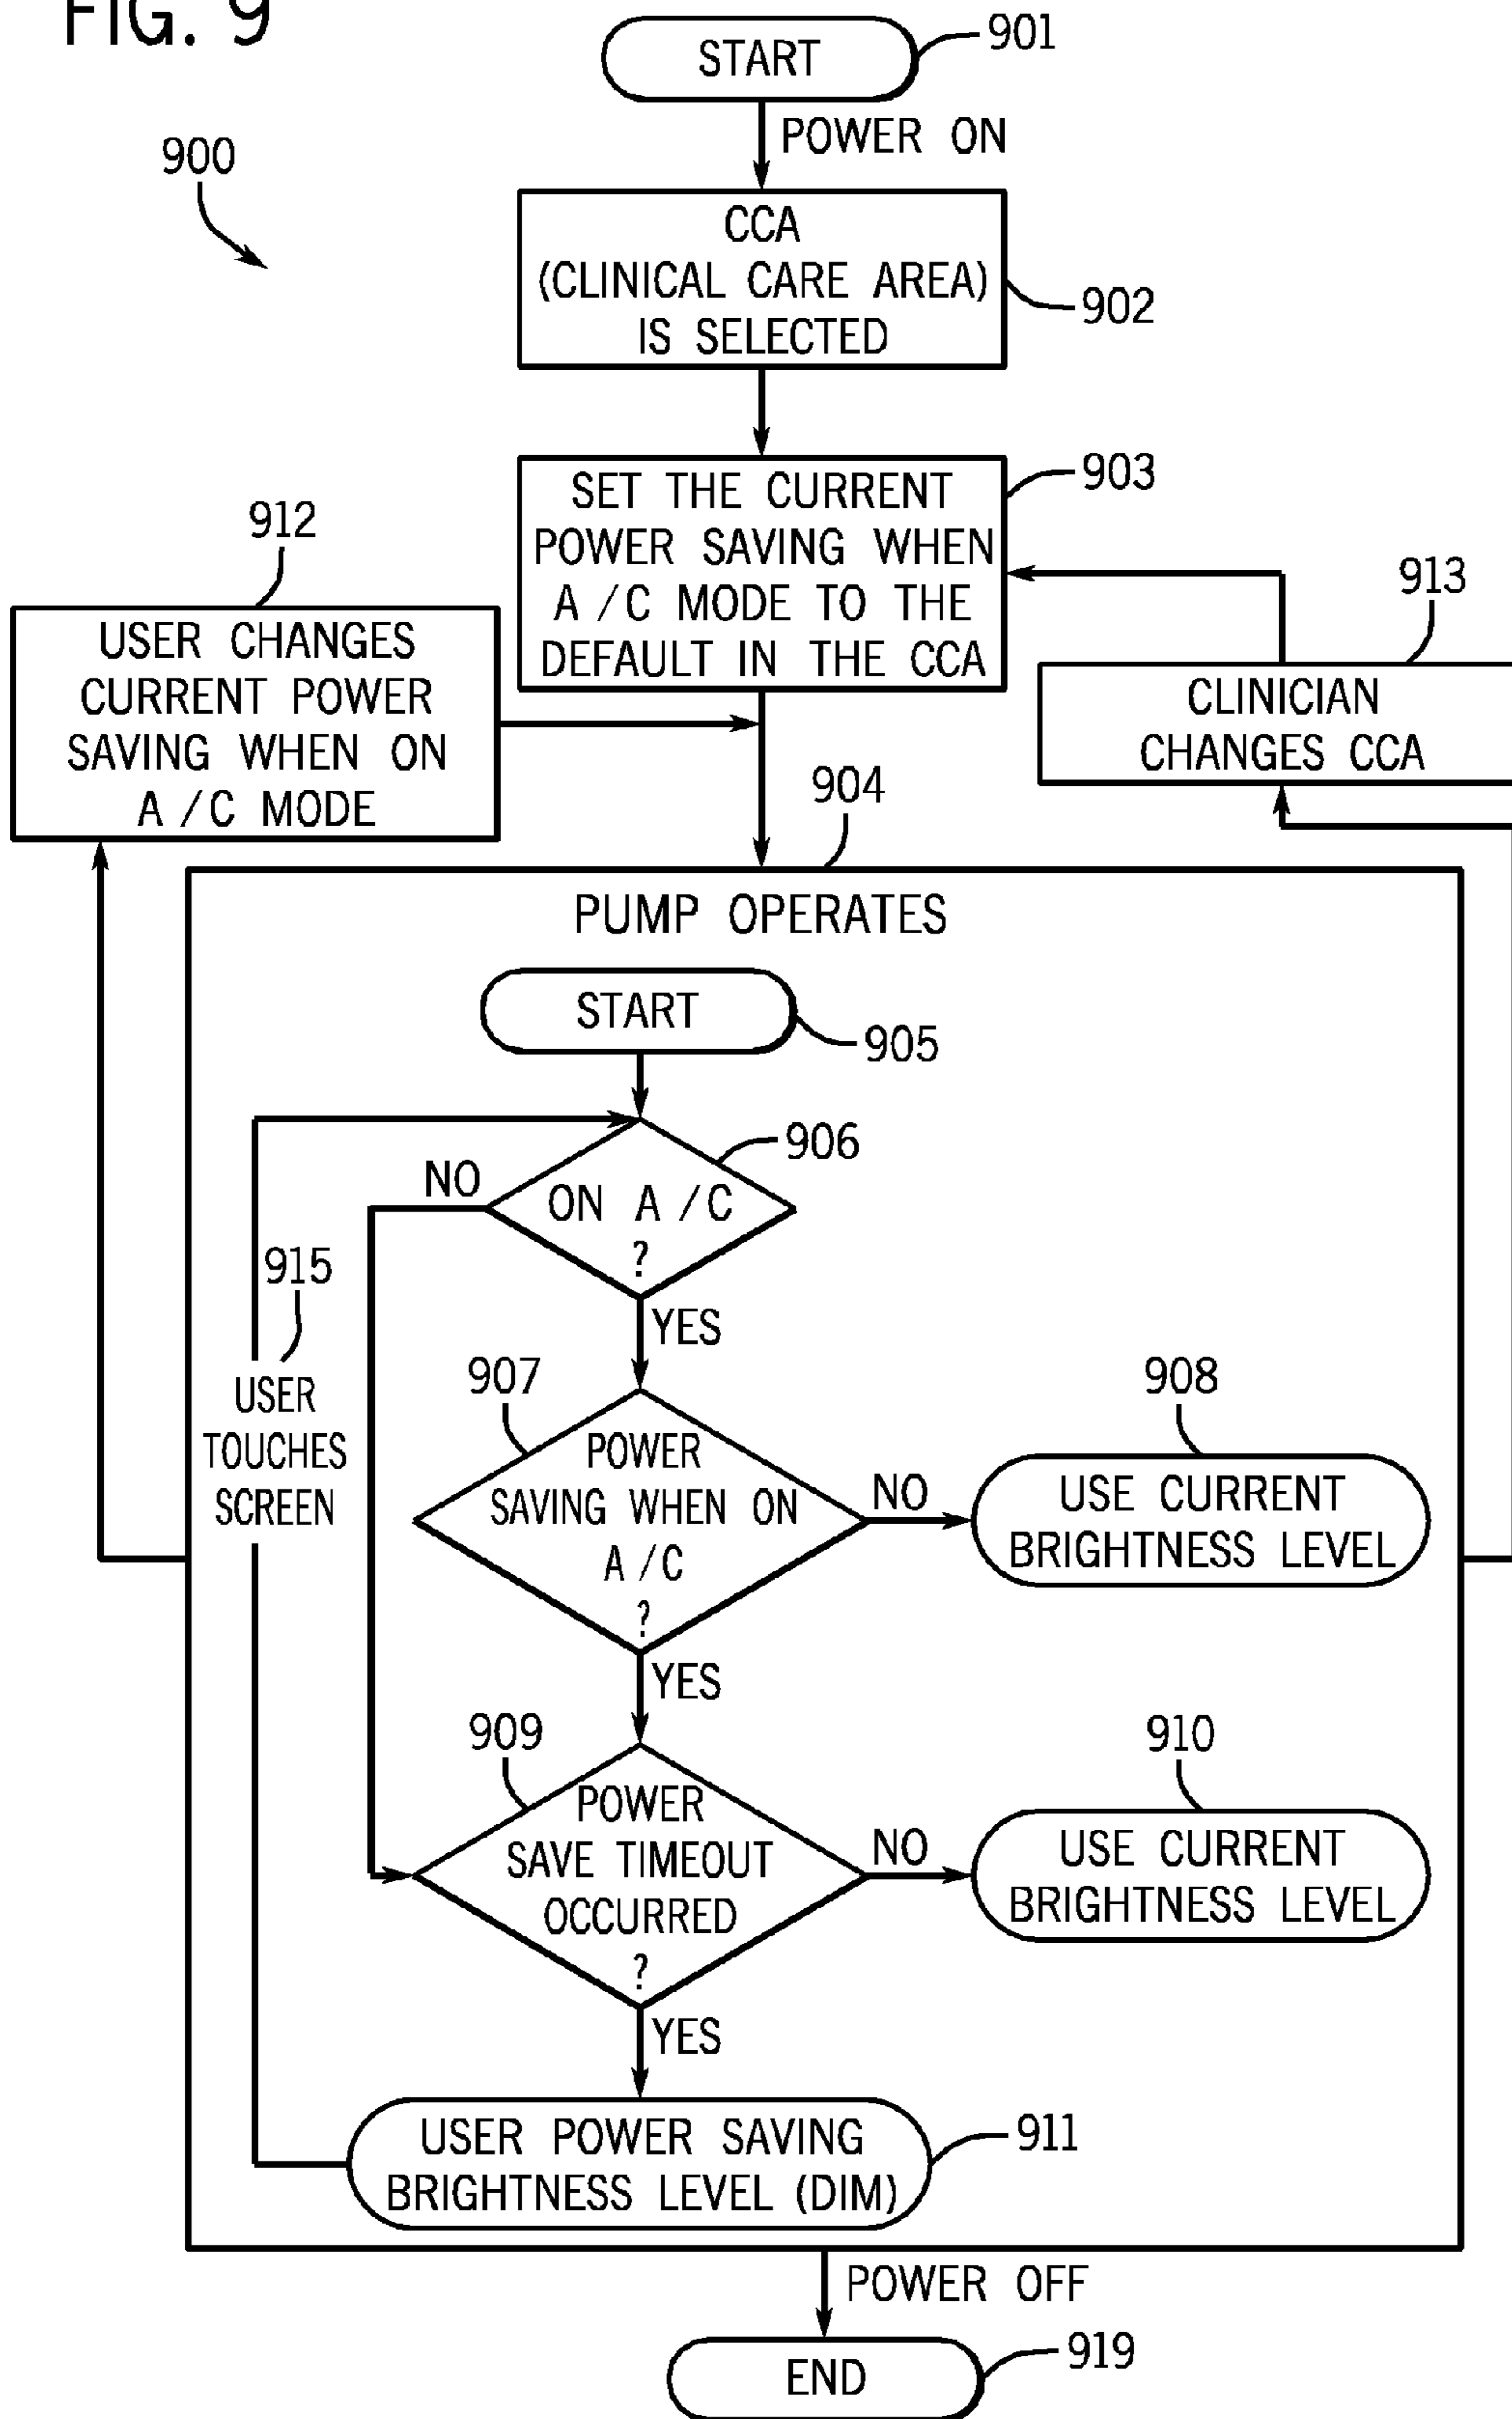 FIG. 9
START
901
POWER ON
900
CCA
(CLINICAL CARE AREA)
IS SELECTED
902
SET THE CURRENT
POWER SAVING WHEN
A/C MODE TO THE
DEFAULT IN THE CCA
903
912
USER CHANGES
CURRENT POWER
SAVING WHEN ON
A/C MODE
913
CLINICIAN
CHANGES CCA
904
PUMP OPERATES
START
905
906
NO
ON A/C
?
YES
915
USER
TOUCHES
SCREEN
907
POWER
SAVING WHEN ON
A/C
?
NO
908
USE CURRENT
BRIGHTNESS LEVEL
YES
909
POWER
SAVE TIMEOUT
OCCURRED
?
NO
910
USE CURRENT
BRIGHTNESS LEVEL
YES
USER POWER SAVING
BRIGHTNESS LEVEL (DIM)
911
POWER OFF
END
919